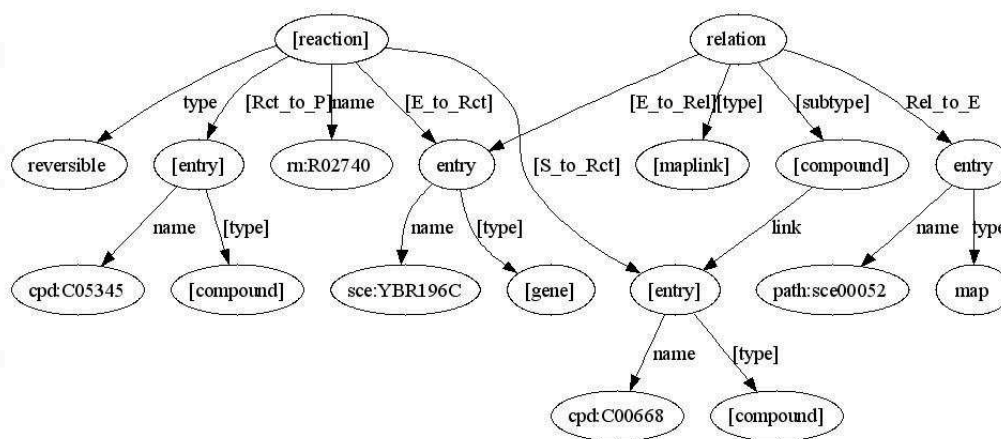 [reaction] relation
type [Rct_to_P] name [E_to_Rct] [E_to_Rel] [type] [subtype] Rel_to_E
reversible [entry] rn:R02740 entry [S_to_Rct] [maplink] [compound] entry
name [type] name [type] link name type
cpd:C05345 [compound] sce:YBR196C [gene] [entry] path:sce00052 map
name [type]
cpd:C00668 [compound]